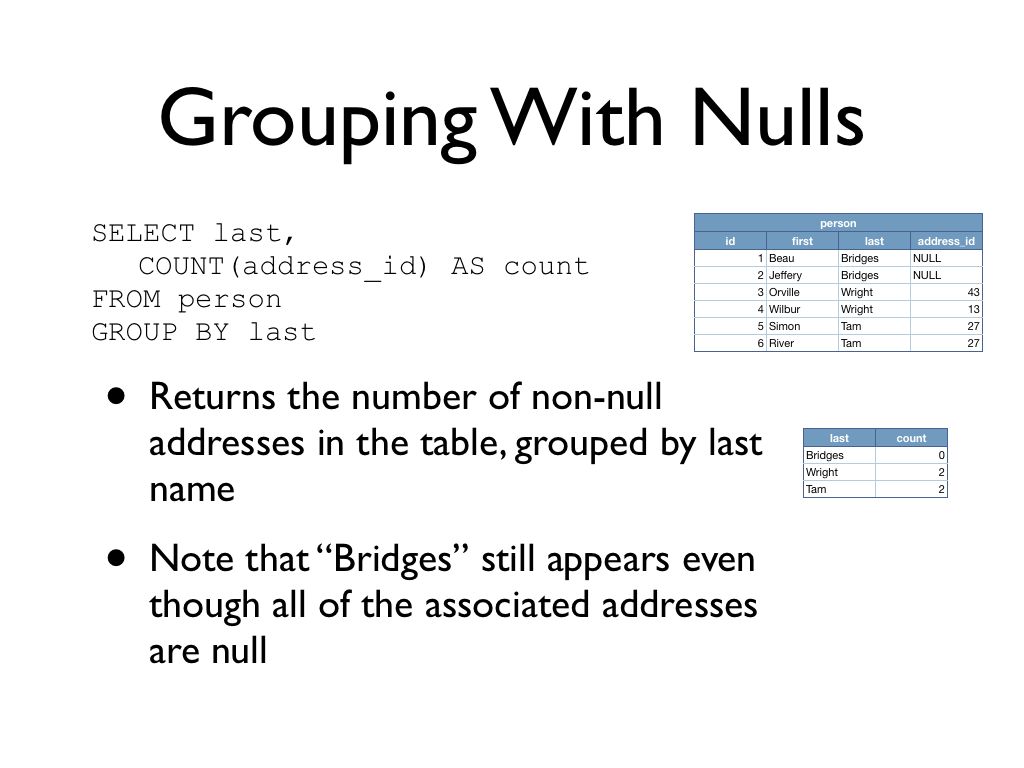 Grouping With Nulls
SELECT last,
COUNT(address_id) AS count
FROM person
GROUP BY last
person
id first last address_id
1 Beau Bridges NULL
2 Jeffery Bridges NULL
3 Orville Wright 43
4 Wilbur Wright 13
5 Simon Tam 27
6 River Tam 27
• Returns the number of non-null
addresses in the table, grouped by last
name
last count
Bridges 0
Wright 2
Tam 2
• Note that “Bridges” still appears even
though all of the associated addresses
are null